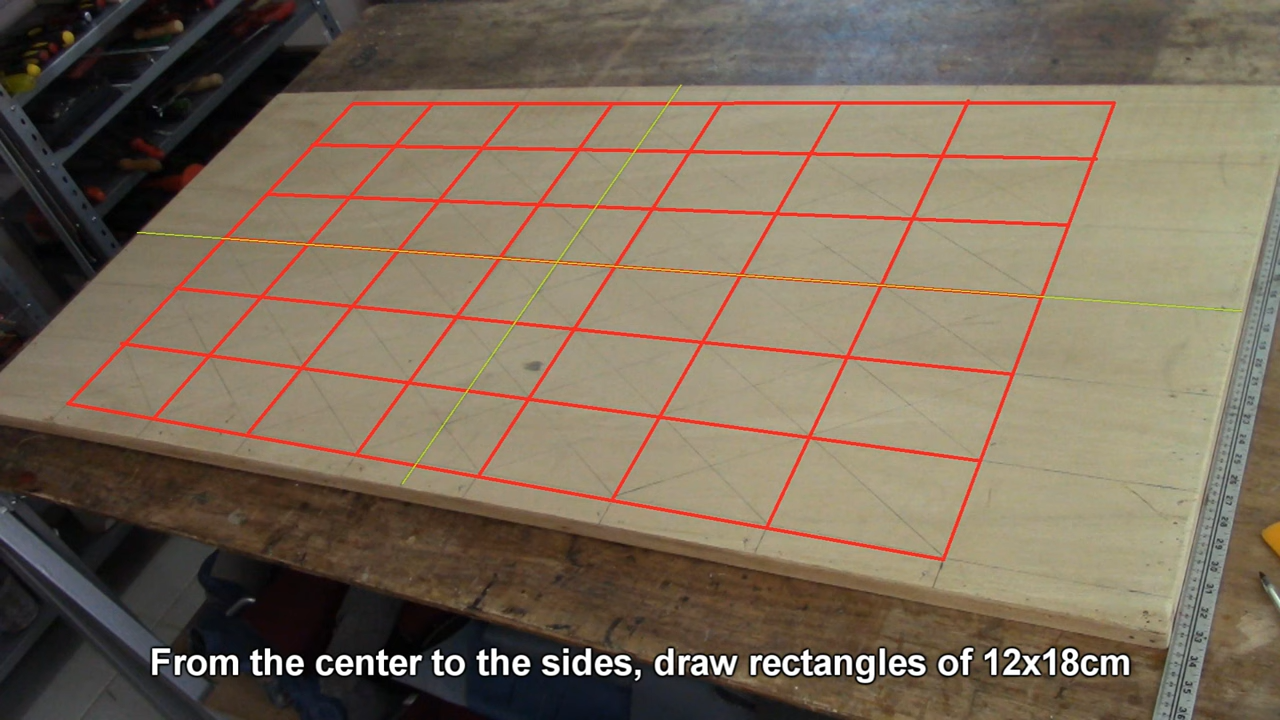 From the center to the sides, draw rectangles of 12x18cm